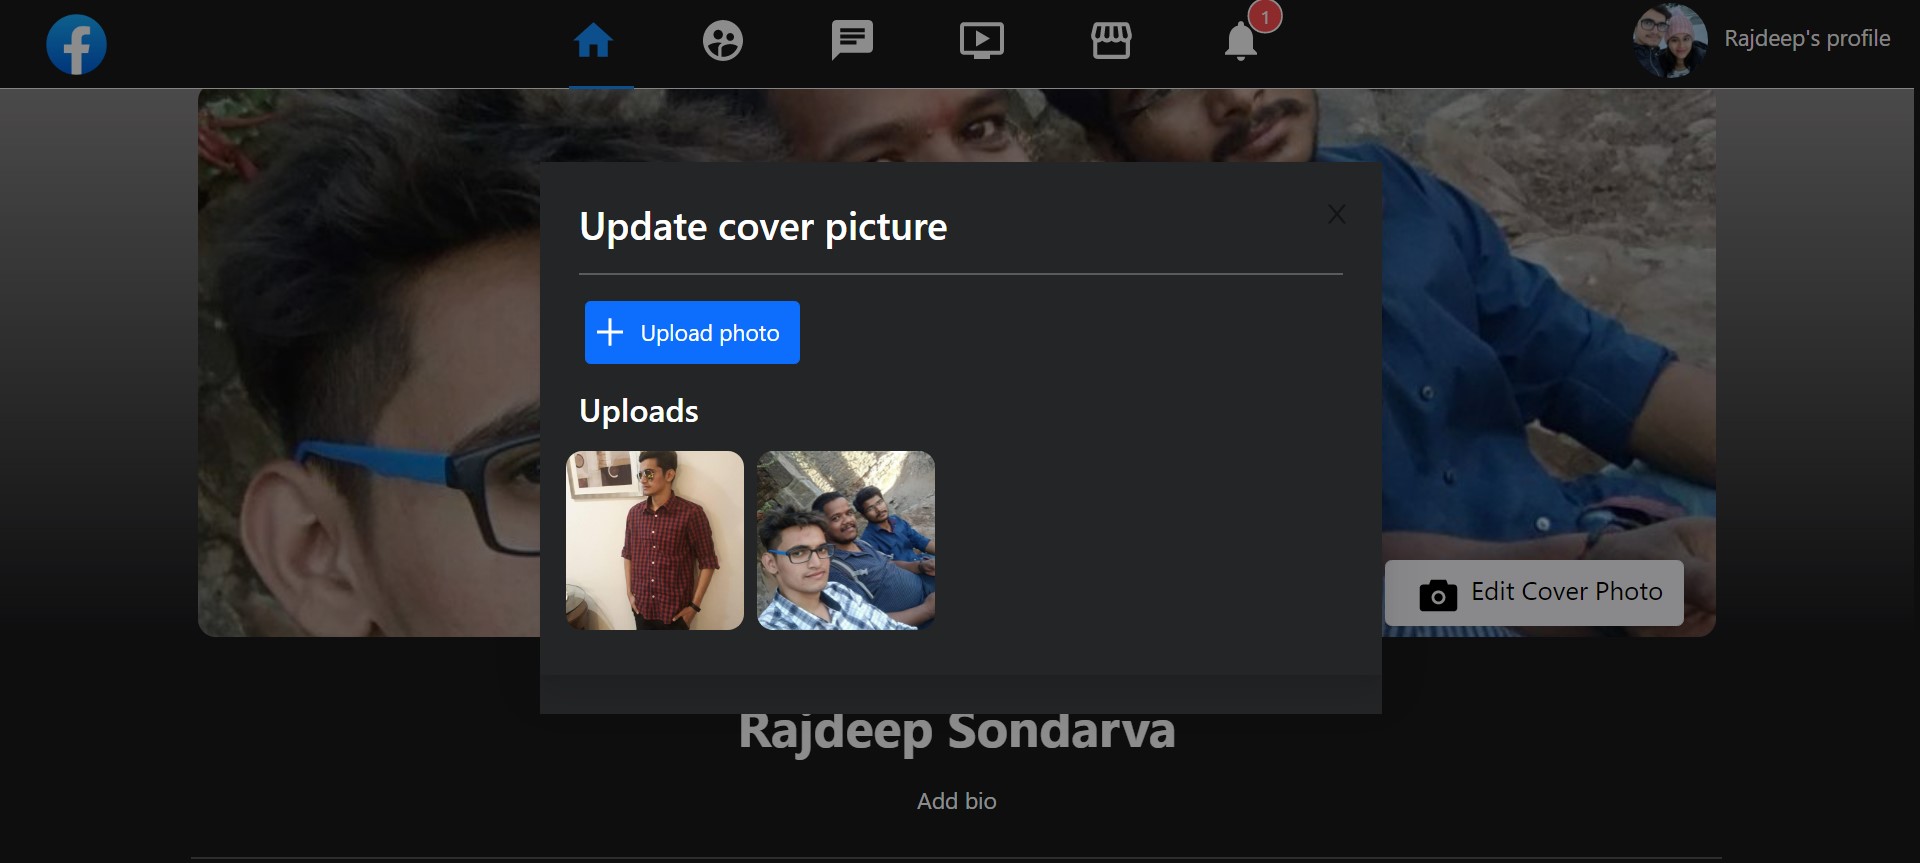 1
Rajdeep's profile
Update cover picture
Upload photo
Uploads
Edit Cover Photo
Rajdeep Sondarva
Add bio